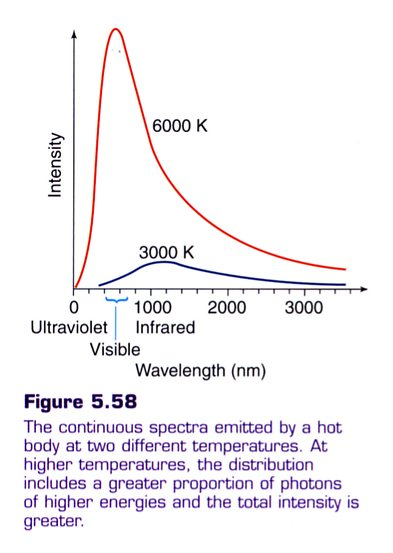 6000 K
Intensity
3000 K
0 1000 2000 3000
Ultraviolet Infrared
Visible
Wavelength (nm)
Figure 5.58
The continuous spectra emitted by a hot
body at two different temperatures. At
higher temperatures, the distribution
includes a greater proportion of photons
of higher energies and the total intensity is
greater.